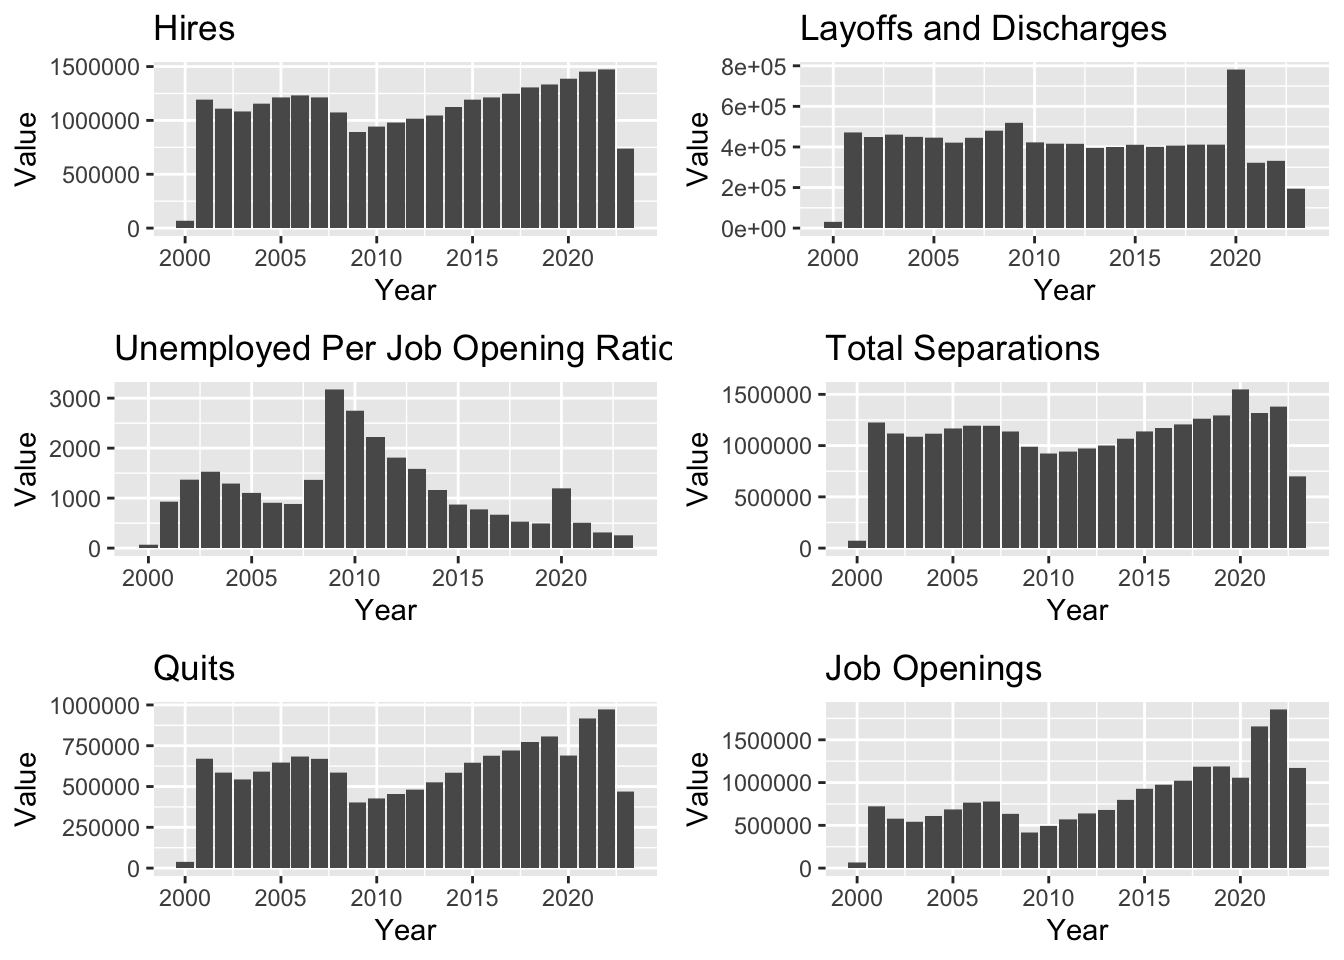 Hires
Value
1500000
1000000
500000
0
2000 2005 2010 2015 2020
Year
Layoffs and Discharges
Value
8e+05
6e+05
4e+05
2e+05
0e+00
2000 2005 2010 2015 2020
Year
Unemployed Per Job Opening Ratio
Value
3000
2000
1000
0
2000 2005 2010 2015 2020
Year
Total Separations
Value
1500000
1000000
500000
0
2000 2005 2010 2015 2020
Year
Quits
Value
1000000
750000
500000
250000
0
2000 2005 2010 2015 2020
Year
Job Openings
Value
1500000
1000000
500000
0
2000 2005 2010 2015 2020
Year